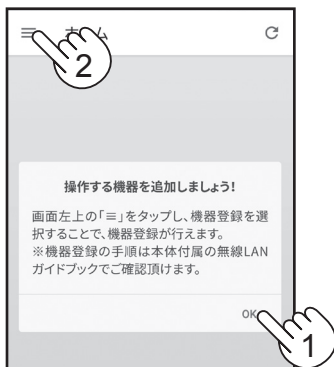 ≡ ホーム
2
操作する機器を追加しましょう!
画面左上の「≡」をタップし、機器登録を選
択することで、機器登録が行えます。
※機器登録の手順は本体付属の無線LAN
ガイドブックでご確認頂けます。
OK
1